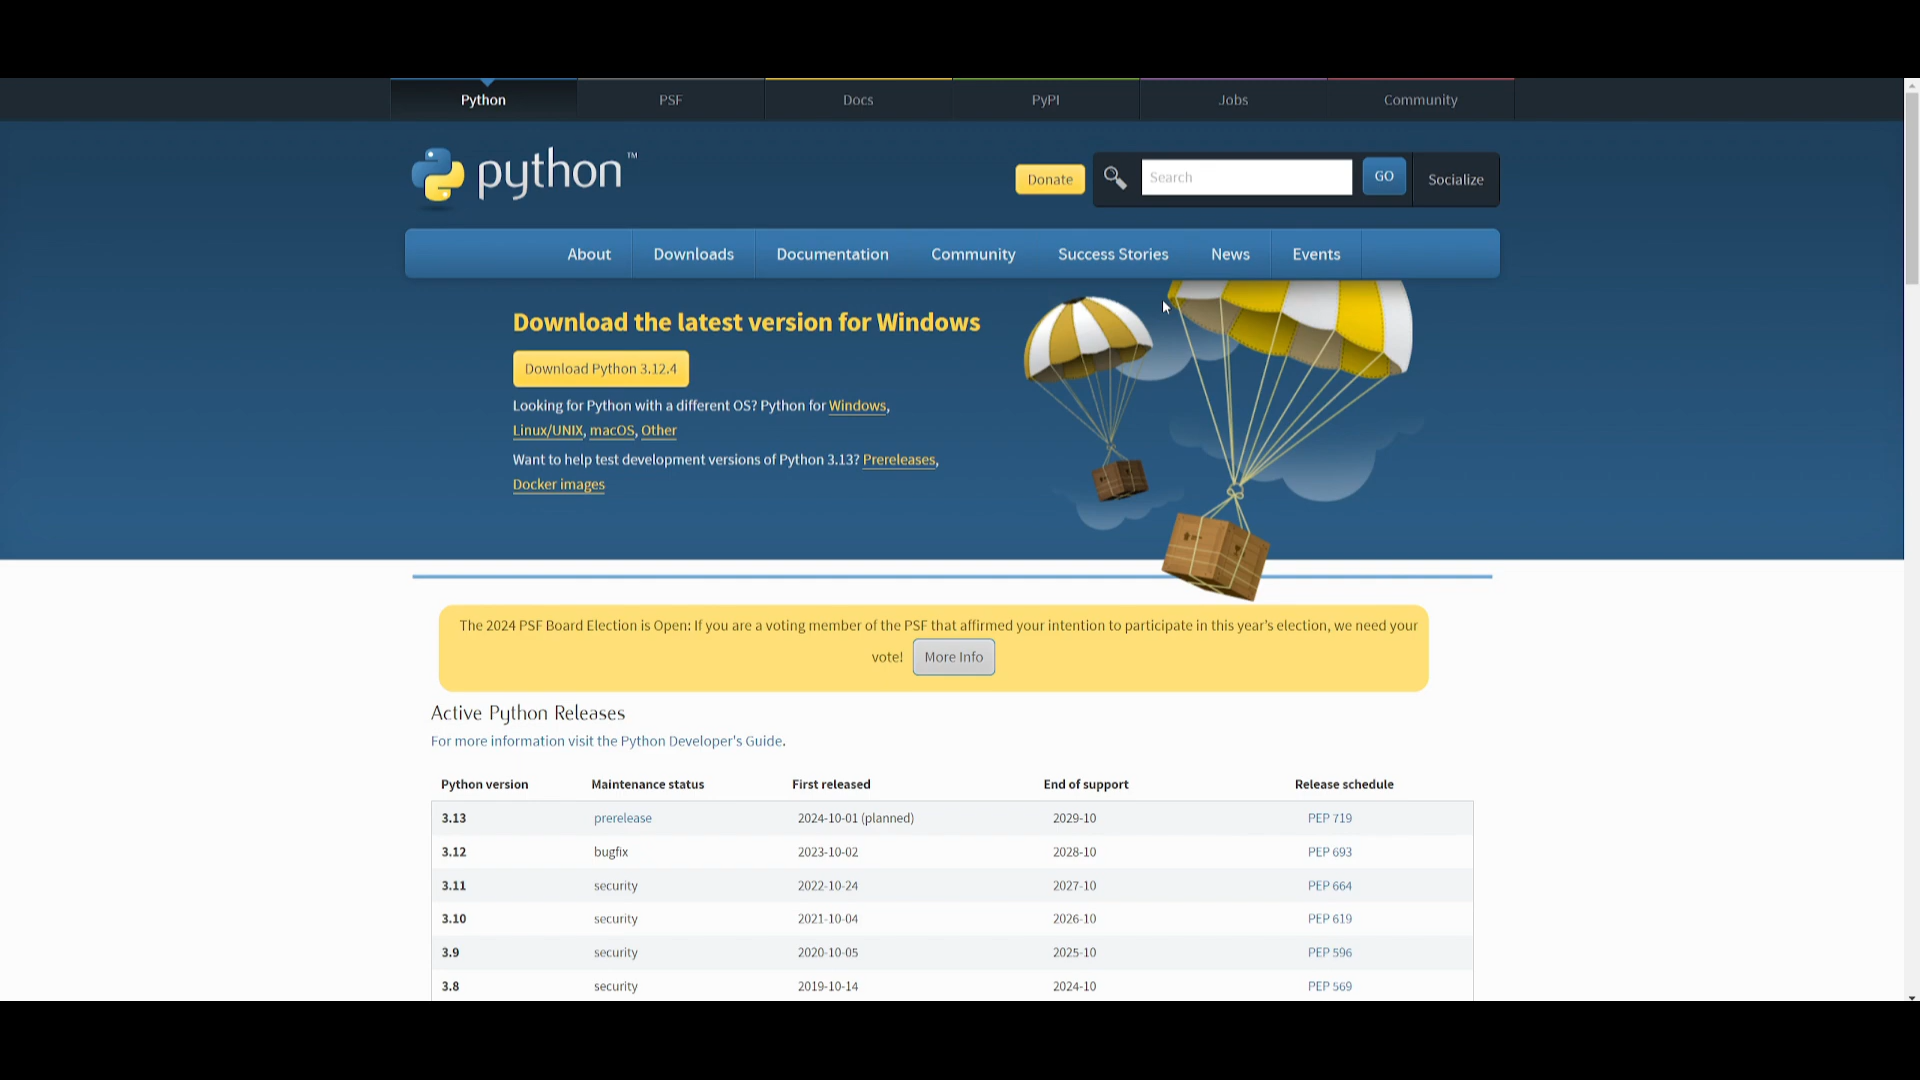 Python PSF Docs PyPI Jobs Community
python™
Donate Search GO Socialize
About Downloads Documentation Community Success Stories News Events
Download the latest version for Windows
Download Python 3.12.4
Looking for Python with a different OS? Python for Windows,
Linux/UNIX, macOS, Other
Want to help test development versions of Python 3.13? Prereleases,
Docker images
The 2024 PSF Board Election is Open: If you are a voting member of the PSF that affirmed your intention to participate in this year's election, we need your
vote! More Info
Active Python Releases
For more information visit the Python Developer's Guide.
Python version Maintenance status First released End of support Release schedule
3.13 prerelease 2024-10-01 (planned) 2029-10 PEP 719
3.12 bugfix 2023-10-02 2028-10 PEP 693
3.11 security 2022-10-24 2027-10 PEP 664
3.10 security 2021-10-04 2026-10 PEP 619
3.9 security 2020-10-05 2025-10 PEP 596
3.8 security 2019-10-14 2024-10 PEP 569